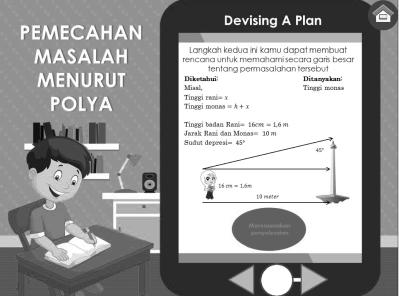 PEMECAHAN
MASALAH
MENURUT
POLYA
Devising A Plan
Langkah kedua ini kamu dapat membuat
rencana untuk memahami secara garis besar
tentang permasalahan tersebut
Diketahui: Ditanyakan:
Misal, Tinggi monas
Tinggi rani= x
Tinggi monas = h + x
Tinggi badan Rani= 16cm = 1,6 m
Jarak Rani dan Monas= 10 m
Sudut depresi= 45°
45°
16 cm = 1,6m
10 meter